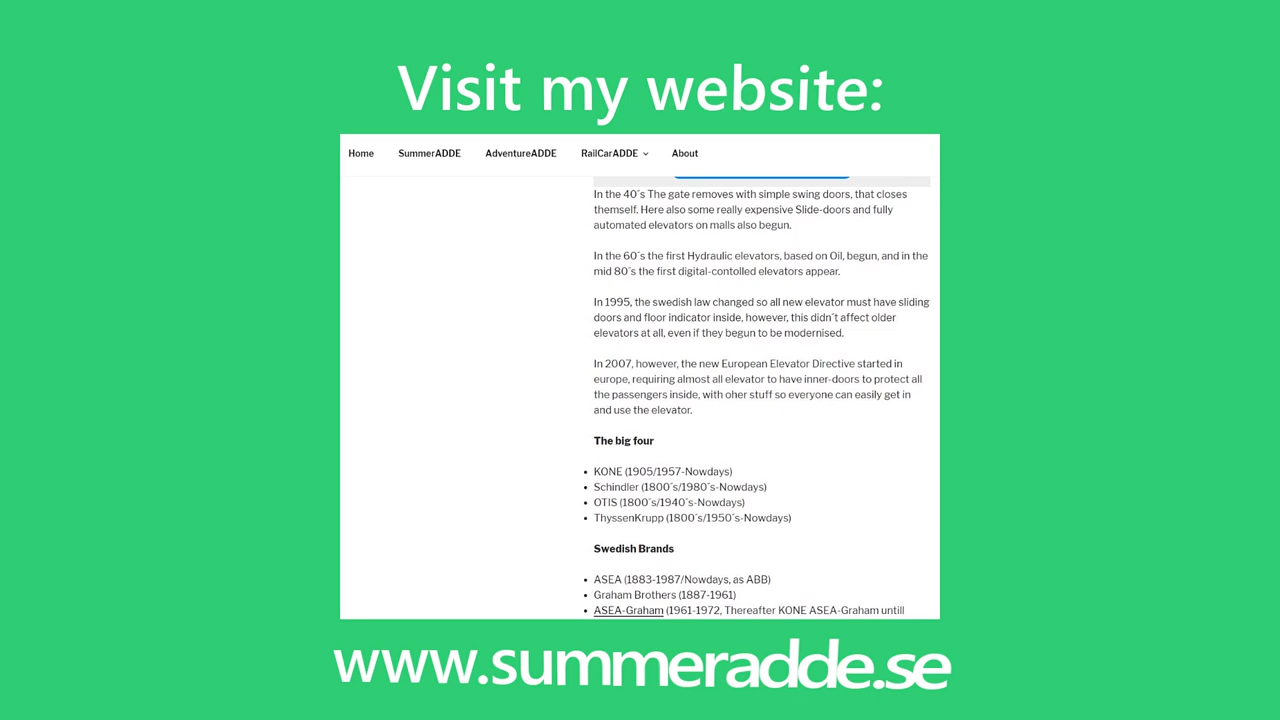 Visit my website:
Home SummerADDE AdventureADDE RailCarADDE About
In the 40´s The gate removes with simple swing doors, that closes
themself. Here also some really expensive Slide-doors and fully
automated elevators on malls also begun.
In the 60´s the first Hydraulic elevators, based on Oil, begun, and in the
mid 80´s the first digital-contolled elevators appear.
In 1995, the swedish law changed so all new elevator must have sliding
doors and floor indicator inside, however, this didn´t affect older
elevators at all, even if they begun to be modernised.
In 2007, however, the new European Elevator Directive started in
europe, requiring almost all elevator to have inner-doors to protect all
the passengers inside, with oher stuff so everyone can easily get in
and use the elevator.
The big four
• KONE (1905/1957-Nowdays)
• Schindler (1800´s/1980´s-Nowdays)
• OTIS (1800´s/1940´s-Nowdays)
• ThyssenKrupp (1800´s/1950´s-Nowdays)
Swedish Brands
• ASEA (1883-1987/Nowdays, as ABB)
• Graham Brothers (1887-1961)
• ASEA-Graham (1961-1972, Thereafter KONE ASEA-Graham untill
www.summeradde.se